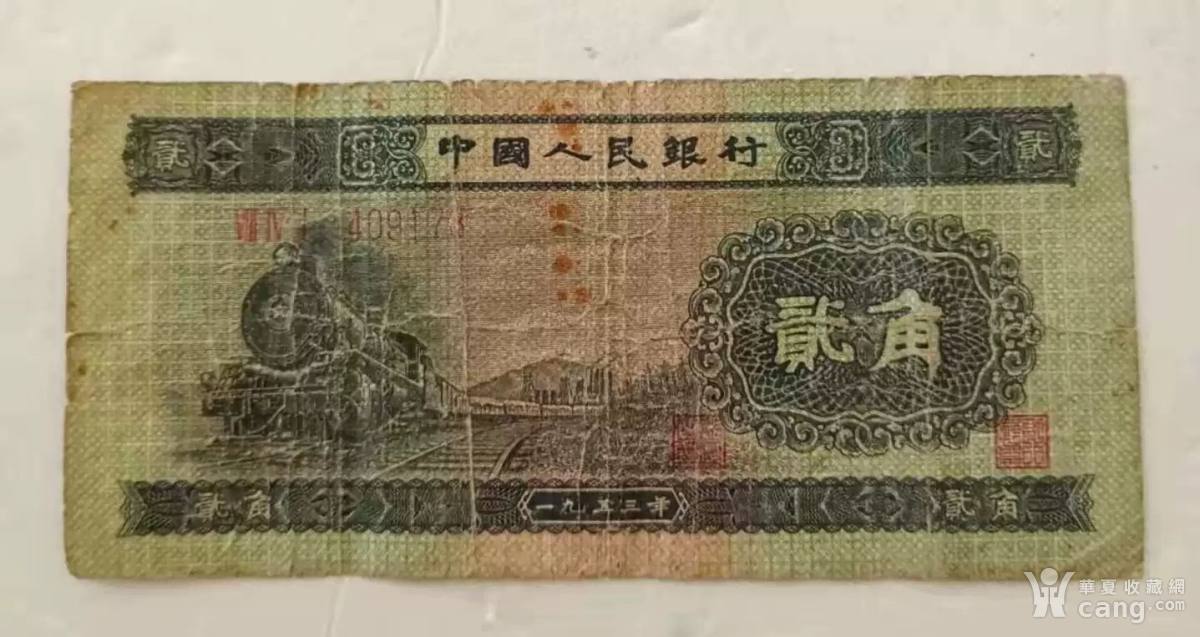 貳 中國人民銀行 貳
貳角
貳角 一九五三年 貳角
華夏收藏網
cang.com